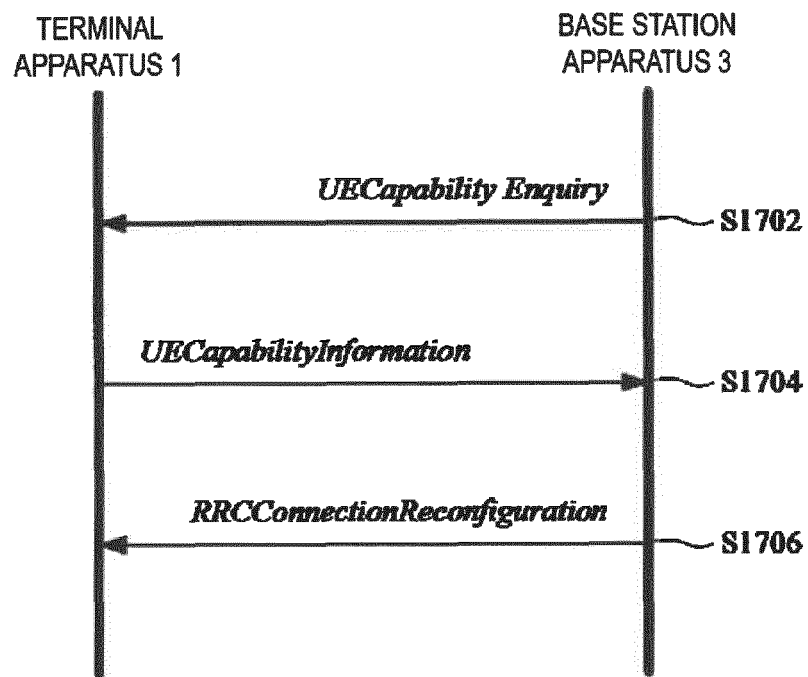 TERMINAL
APPARATUS 1
BASE STATION
APPARATUS 3
UECapability Enquiry
S1702
UECapabilityInformation
S1704
RRCConnectionReconfiguration
S1706